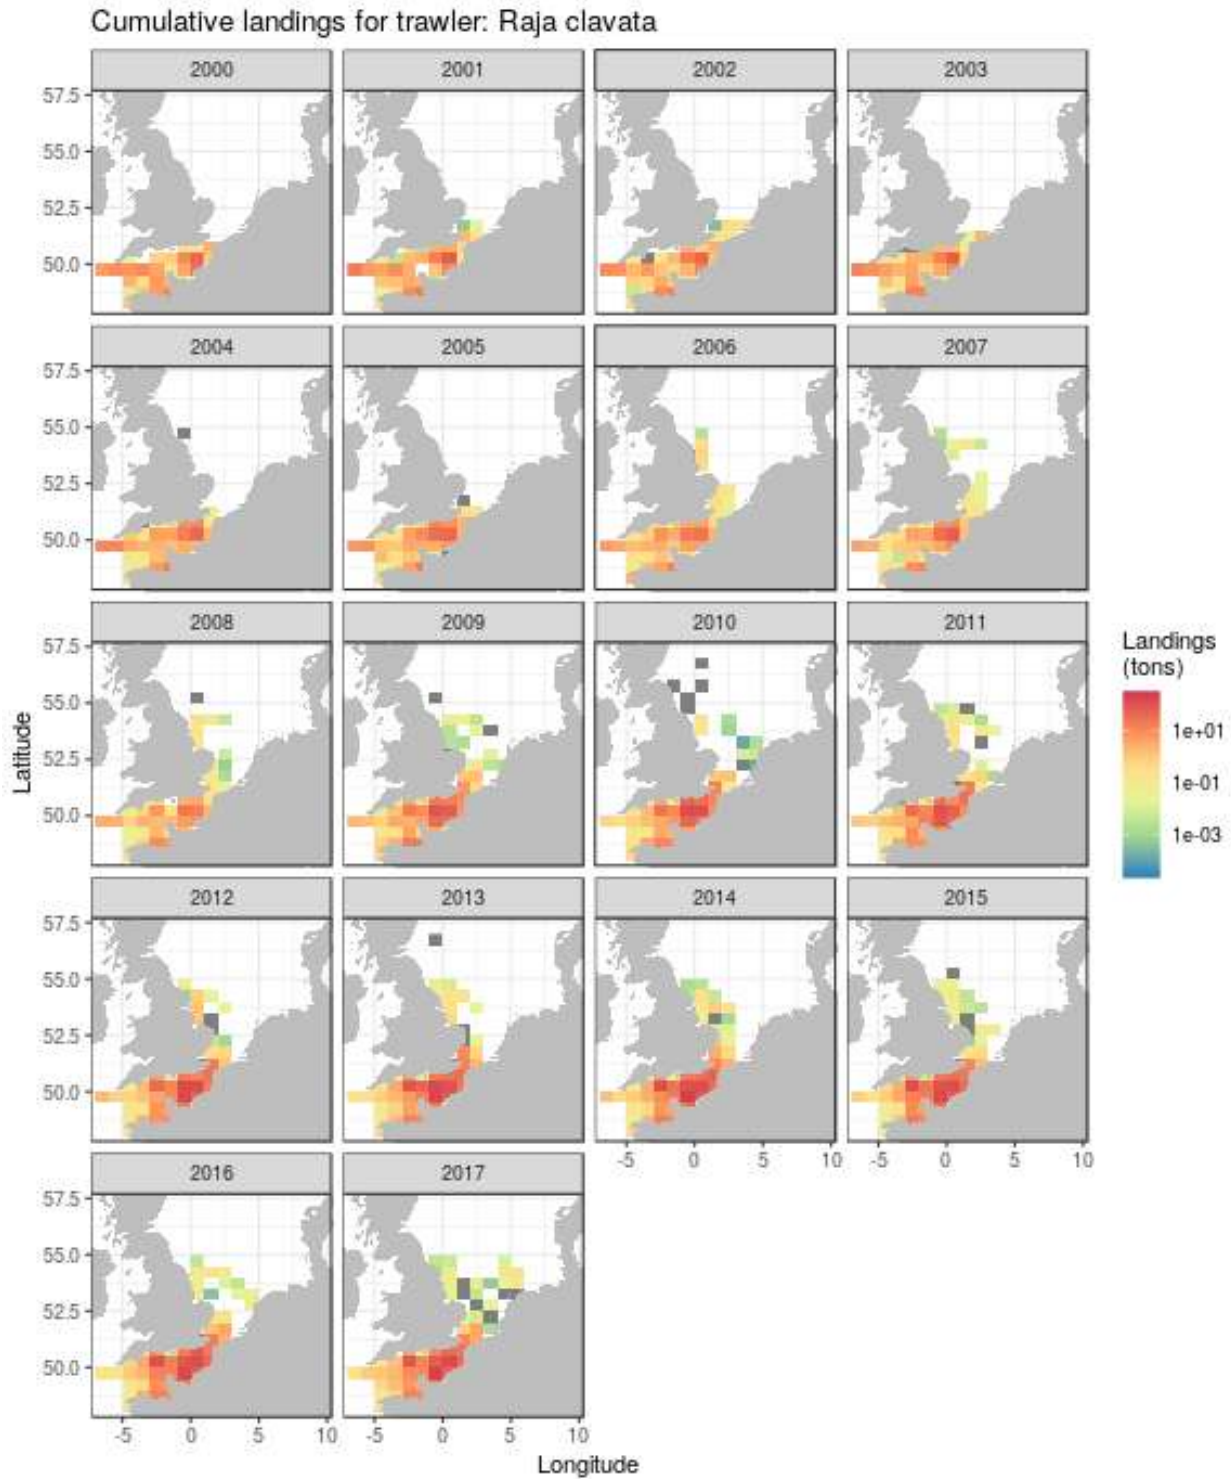 Cumulative landings for trawler: Raja clavata
2000 2001 2002 2003
57.5
55.0
52.5
50.0
2004 2005 2006 2007
57.5
55.0
52.5
50.0
2008 2009 2010 2011
57.5
55.0
52.5
50.0
Latitude
Landings
(tons)
1e+01
1e-01
1e-03
2012 2013 2014 2015
57.5
55.0
52.5
50.0
-5 0 5 10 -5 0 5 10
2016 2017
57.5
55.0
52.5
50.0
-5 0 5 10 -5 0 5 10
Longitude